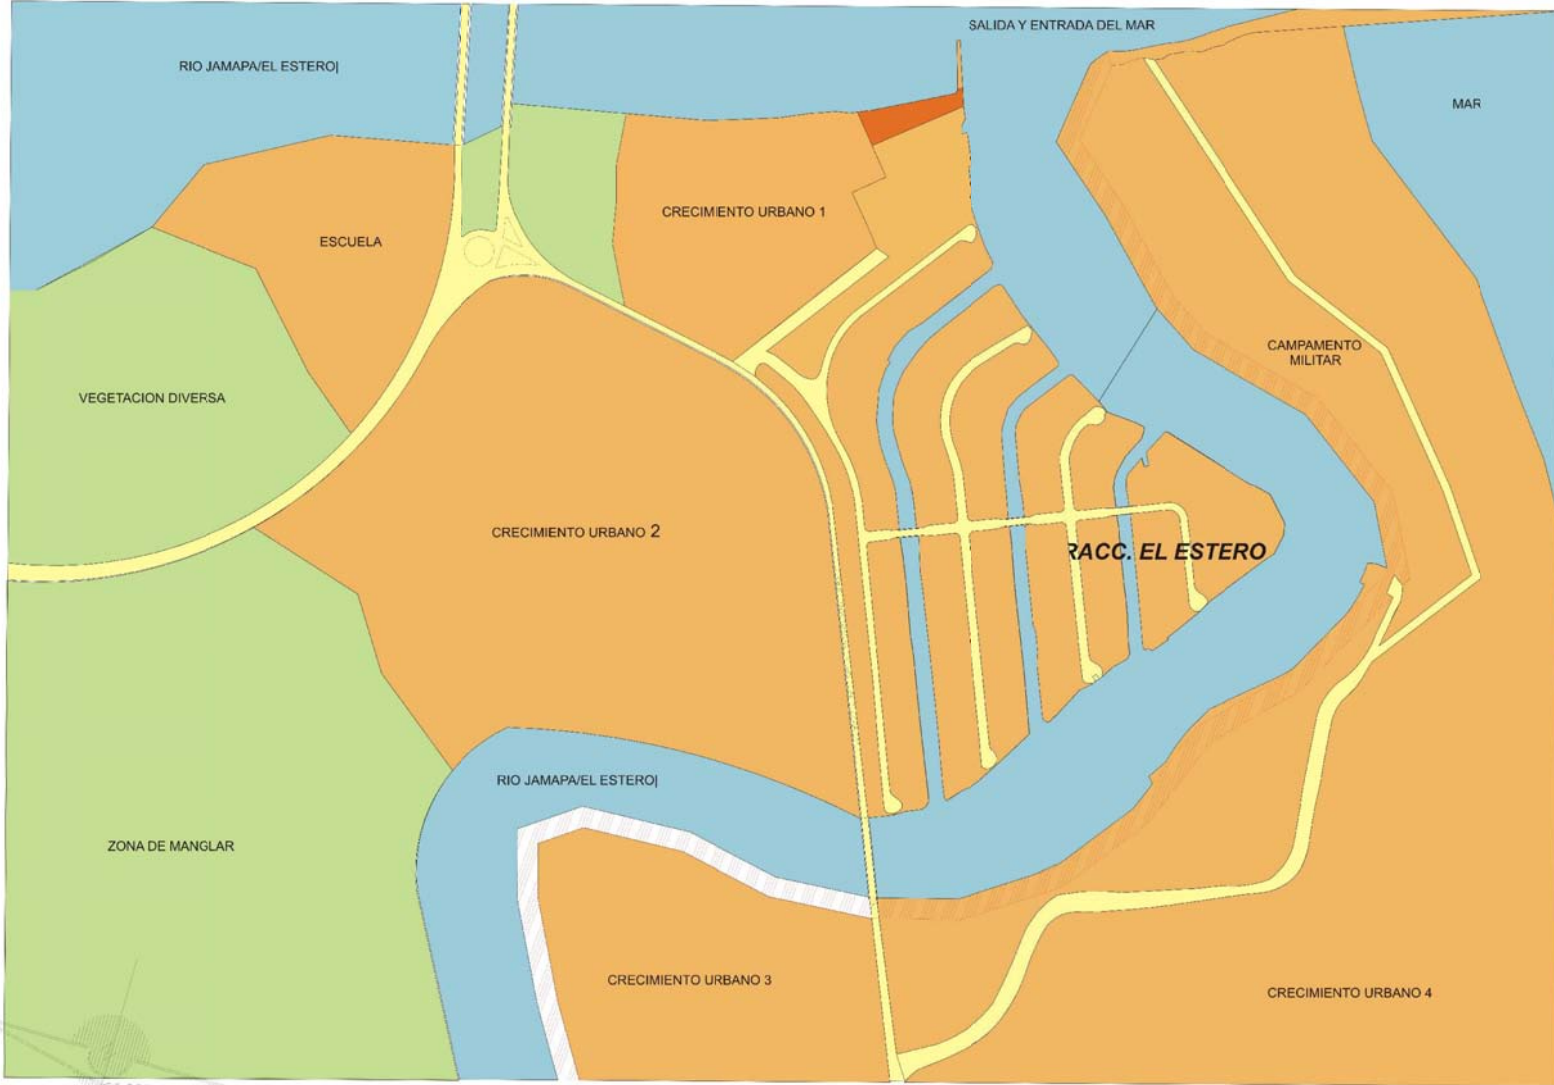 SALIDA Y ENTRADA DEL MAR
RIO JAMAPA/EL ESTERO|
MAR
CRECIMIENTO URBANO 1
ESCUELA
CAMPAMENTO
MILITAR
VEGETACION DIVERSA
CRECIMIENTO URBANO 2
RACC. EL ESTERO
RIO JAMAPA/EL ESTERO|
ZONA DE MANGLAR
CRECIMIENTO URBANO 3
CRECIMIENTO URBANO 4